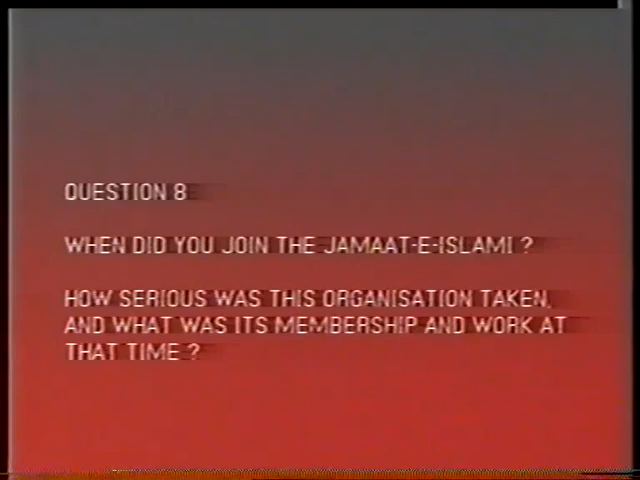 QUESTION 8
WHEN DID YOU JOIN THE JAMAAT-E-ISLAMI ?
HOW SERIOUS WAS THIS ORGANISATION TAKEN,
AND WHAT WAS ITS MEMBERSHIP AND WORK AT
THAT TIME ?